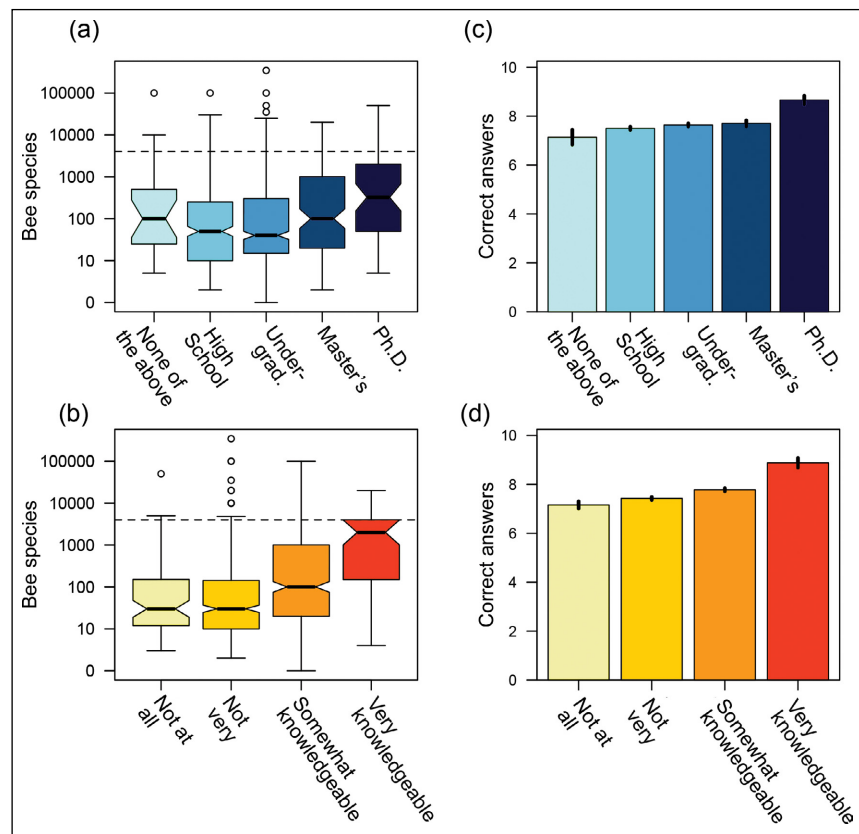 (a)
Bee species
100000
10000
1000
100
10
0
None of
the above
High
School
Under-
grad.
Master's
Ph.D.
(c)
Correct answers
10
8
6
4
2
0
None of
the above
High
School
Under-
grad.
Master's
Ph.D.
(b)
Bee species
100000
10000
1000
100
10
0
Not at
all
Not
very
Somewhat
knowledgeable
Very
knowledgeable
(d)
Correct answers
10
8
6
4
2
0
Not at
all
Not
very
Somewhat
knowledgeable
Very
knowledgeable